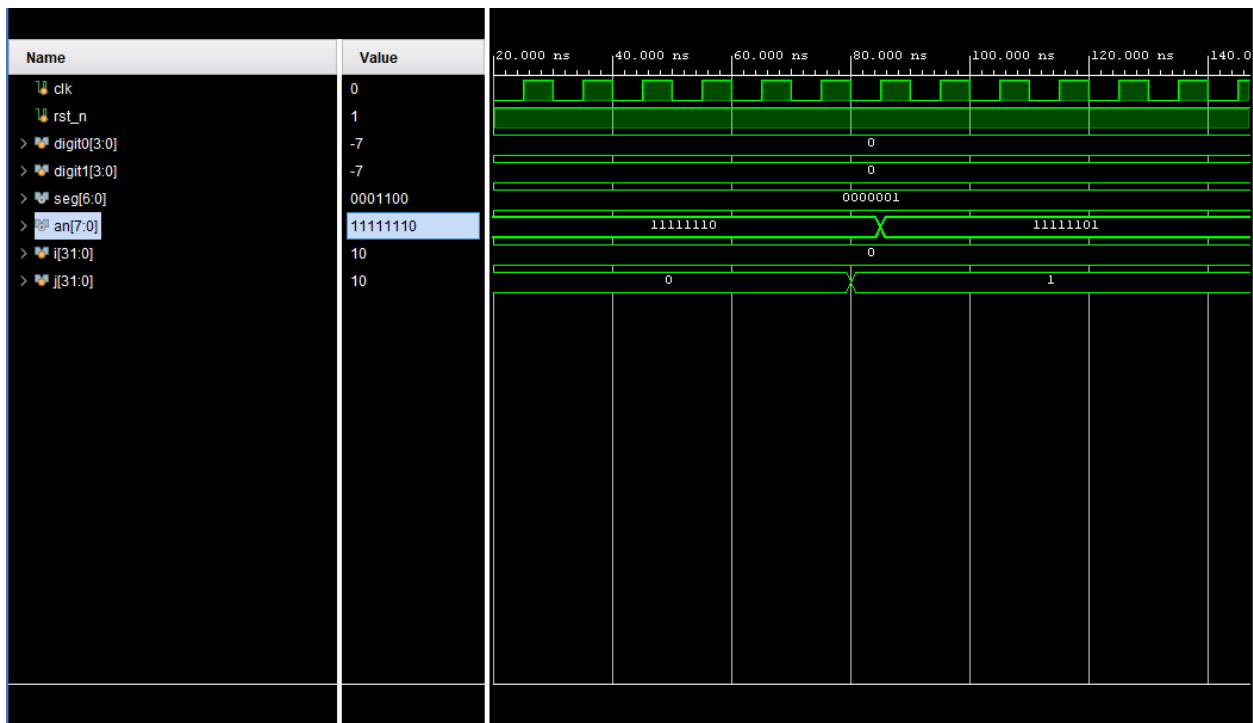 Name Value 20.000 ns 40.000 ns 60.000 ns 80.000 ns 100.000 ns 120.000 ns 140.0
clk 0
rst_n 1
digit0[3:0] -7 0
digit1[3:0] -7 0
seg[6:0] 0001100 0000001
an[7:0] 11111110 11111110 11111101
i[31:0] 10 0
j[31:0] 10 0 1